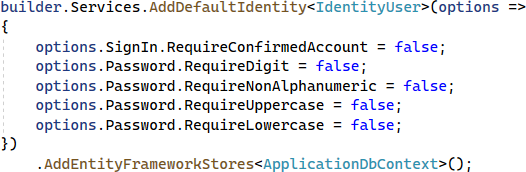 builder.Services.AddDefaultIdentity<IdentityUser>(options =>
{
    options.SignIn.RequireConfirmedAccount = false;
    options.Password.RequireDigit = false;
    options.Password.RequireNonAlphanumeric = false;
    options.Password.RequireUppercase = false;
    options.Password.RequireLowercase = false;
})
    .AddEntityFrameworkStores<ApplicationDbContext>();